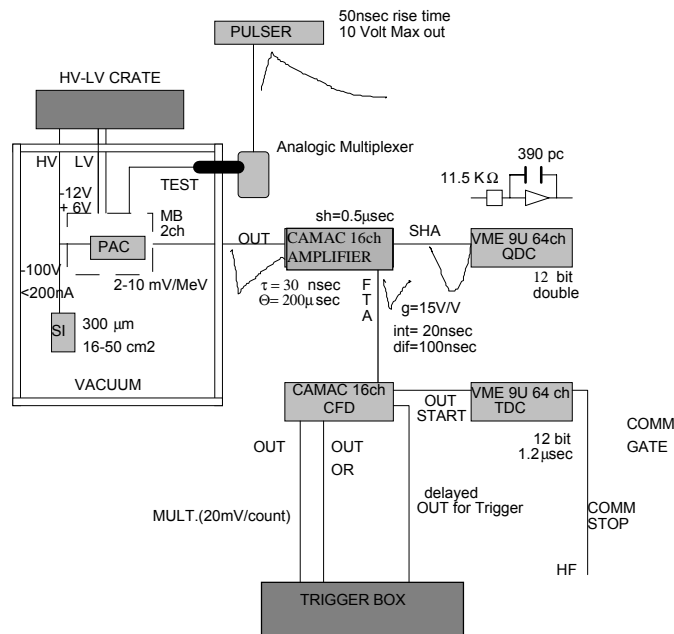 50nsec rise time
10 Volt Max out
PULSER
HV-LV CRATE
Analogic Multiplexer
HV
LV
TEST
-12V
+ 6V
MB
2ch
PAC
-100V
<200nA
2-10 mV/MeV
SI
300 μm
16-50 cm2
VACUUM
OUT
τ = 30 nsec
Θ= 200μ sec
sh=0.5μsec
CAMAC 16ch
AMPLIFIER
SHA
F
T
A
g=15V/V
int= 20nsec
dif=100nsec
390 pc
11.5 KΩ
VME 9U 64ch
QDC
12 bit
double
CAMAC 16ch
CFD
OUT
START
VME 9U 64 ch
TDC
12 bit
1.2μsec
COMM
GATE
COMM
STOP
HF
OUT
OUT
OR
MULT.(20mV/count)
delayed
OUT for Trigger
TRIGGER BOX